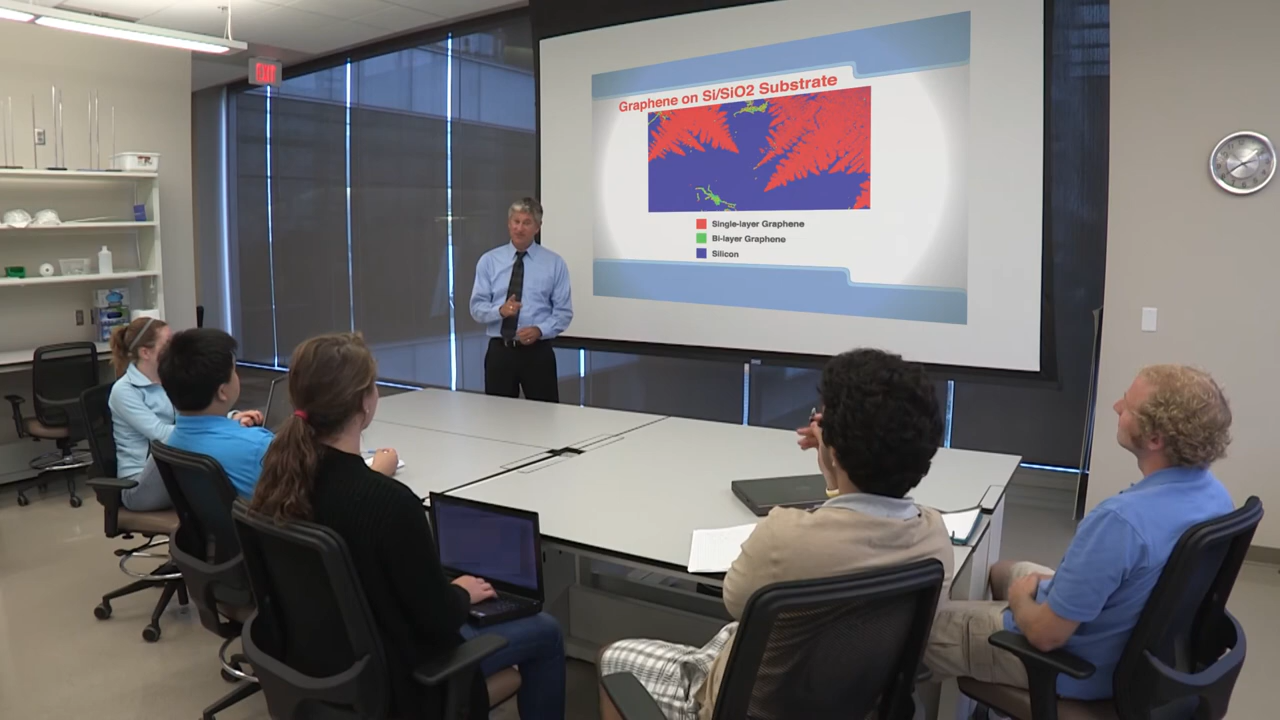 EXIT
Graphene on Si/SiO2 Substrate
Single-layer Graphene
Bi-layer Graphene
Silicon